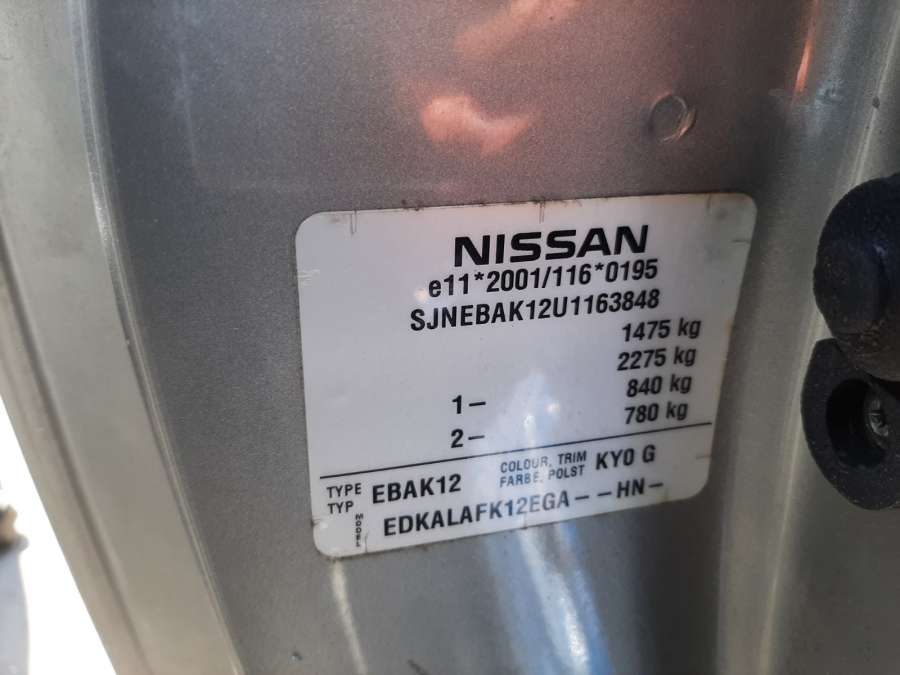 NISSAN
e11*2001/116*0195
SJNEBAK12U1163848
1475 kg
2275 kg
1– 840 kg
2– 780 kg
TYPE
TYP
EBAK12
COLOUR, TRIM
FARBE, POLST
KY0 G
MODEL
EDKALAFK12EGA– –HN–